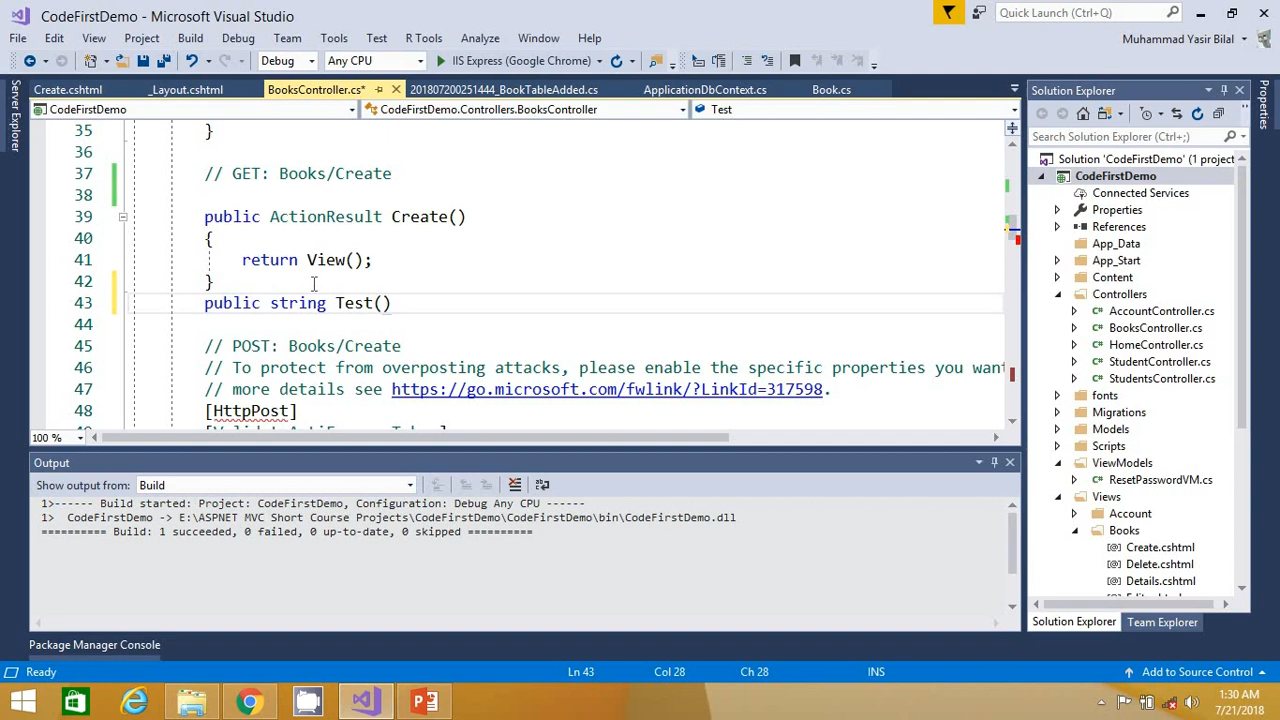 CodeFirstDemo - Microsoft Visual Studio
Quick Launch (Ctrl+Q)
File Edit View Project Build Debug Team Tools Test R Tools Analyze Window Help
Muhammad Yasir Bilal
Debug Any CPU IIS Express (Google Chrome)
Create.cshtml _Layout.cshtml BooksController.cs* 201807200251444_BookTableAdded.cs ApplicationDbContext.cs Book.cs
CodeFirstDemo CodeFirstDemo.Controllers.BooksController Test
35 }
36
37 // GET: Books/Create
38
39 public ActionResult Create()
40 {
41 return View();
42 }
43 public string Test()
44
45 // POST: Books/Create
46 // To protect from overposting attacks, please enable the specific properties you want
47 // more details see https://go.microsoft.com/fwlink/?LinkId=317598.
48 [HttpPost]
100 %
Output
Show output from: Build
1>------ Build started: Project: CodeFirstDemo, Configuration: Debug Any CPU ------
1> CodeFirstDemo -> E:\ASPNET MVC Short Course Projects\CodeFirstDemo\CodeFirstDemo\bin\CodeFirstDemo.dll
========== Build: 1 succeeded, 0 failed, 0 up-to-date, 0 skipped ==========
Package Manager Console
Server Explorer
Solution Explorer
Search Solution Explorer (Ctrl+;)
Solution 'CodeFirstDemo' (1 project)
CodeFirstDemo
Connected Services
Properties
References
App_Data
App_Start
Content
Controllers
AccountController.cs
BooksController.cs
HomeController.cs
StudentController.cs
StudentsController.cs
fonts
Migrations
Models
Scripts
ViewModels
ResetPasswordVM.cs
Views
Account
Books
Create.cshtml
Delete.cshtml
Details.cshtml
Solution Explorer Team Explorer
Properties
Ready Ln 43 Col 28 Ch 28 INS Add to Source Control
1:30 AM
7/21/2018